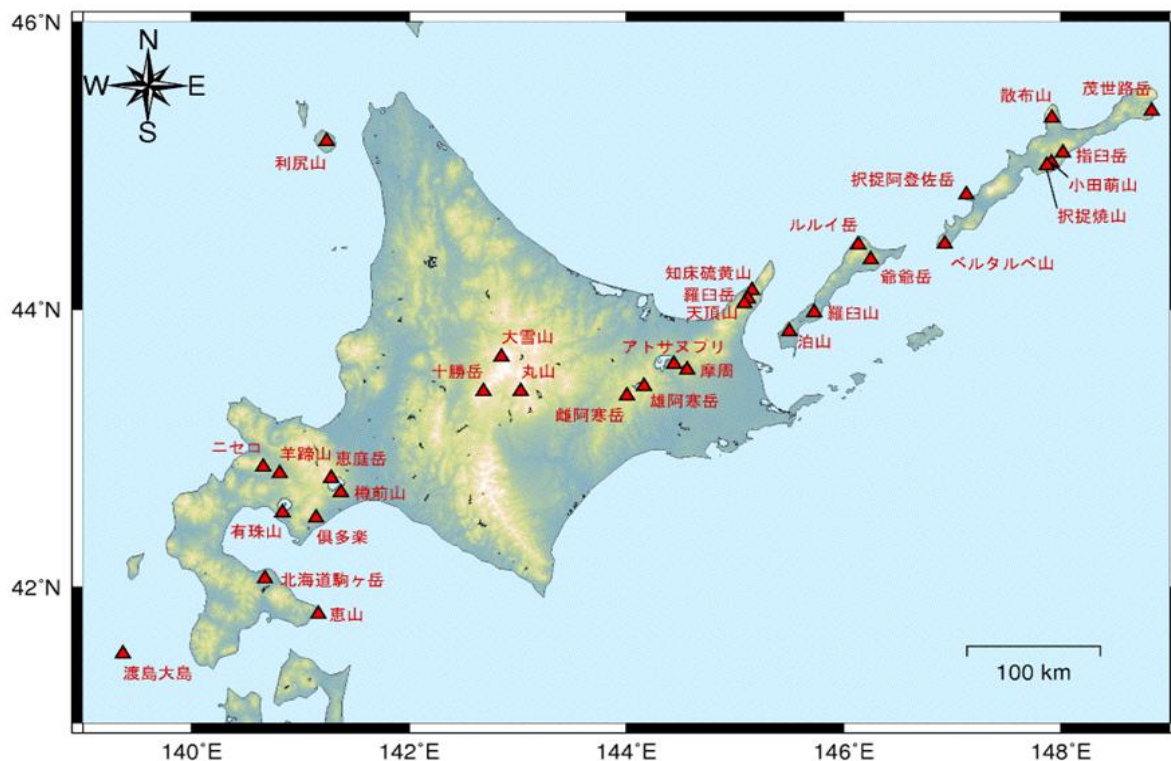 46°N
N
W
E
S
茂世路岳
散布山
利尻山
指臼岳
択捉阿登佐岳
小田萌山
択捉焼山
ルルイ岳
ベルタルベ山
爺爺岳
知床硫黄山
羅臼岳
天頂山
羅臼山
泊山
44°N
大雪山
アトサヌプリ
十勝岳
丸山
摩周
雄阿寒岳
雌阿寒岳
ニセコ
羊蹄山
恵庭岳
樽前山
有珠山
倶多楽
42°N
北海道駒ヶ岳
恵山
渡島大島
100 km
140°E
142°E
144°E
146°E
148°E